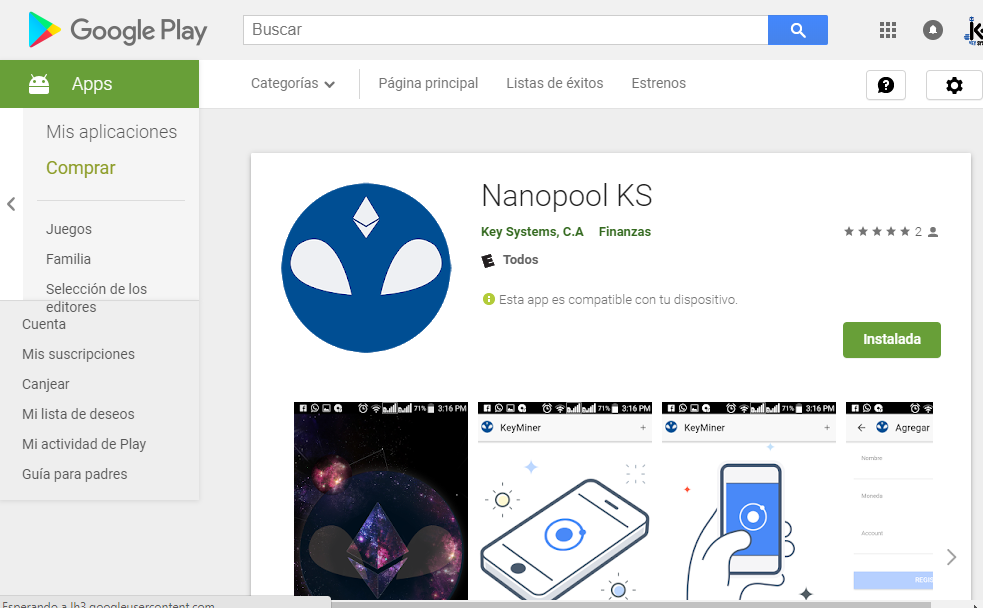 Google Play
Buscar
Apps
Categorías
Página principal
Listas de éxitos
Estrenos
Mis aplicaciones
Comprar
Juegos
Familia
Selección de los
editores
Cuenta
Mis suscripciones
Canjear
Mi lista de deseos
Mi actividad de Play
Guía para padres
Nanopool KS
Key Systems, C.A Finanzas
2
E Todos
Esta app es compatible con tu dispositivo.
Instalada
71% 3:16 PM
71% 3:16 PM
71% 3:16 PM
KeyMiner +
KeyMiner +
Agregar
Nombre
Moneda
Account
REGIS
Esperando a lh3.googleusercontent.com